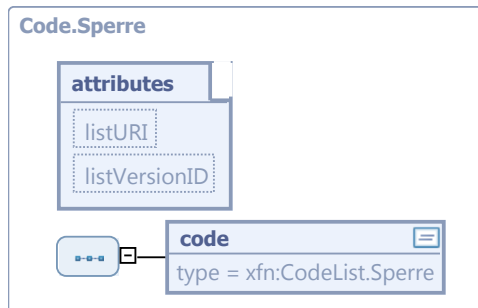 Code.Sperre
attributes
listURI
listVersionID
code
type = xfn:CodeList.Sperre